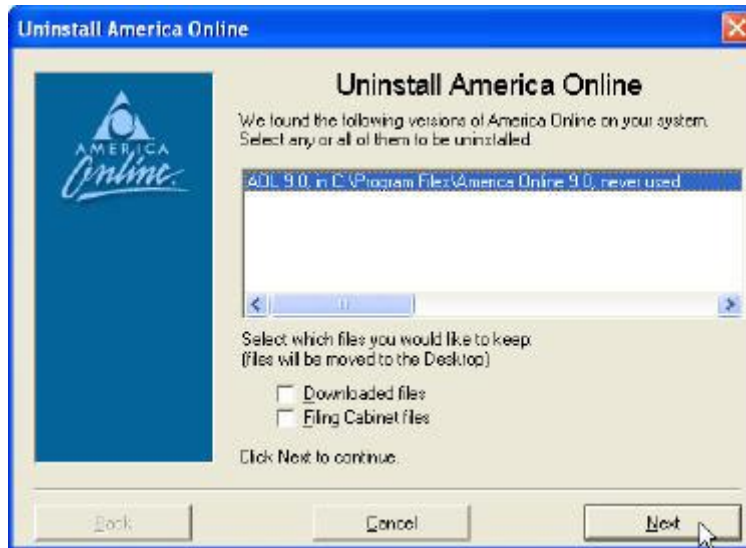 Uninstall America Online
Uninstall America Online
We found the following versions of America Online on your system.
Select any or all of them to be uninstalled.
AMERICA
Online.
AOL 9.0, in C:\Program Files\America Online 9.0, never used
Select which files you would like to keep:
(files will be moved to the Desktop)
Downloaded files
Filing Cabinet files
Click Next to continue.
Back
Cancel
Next